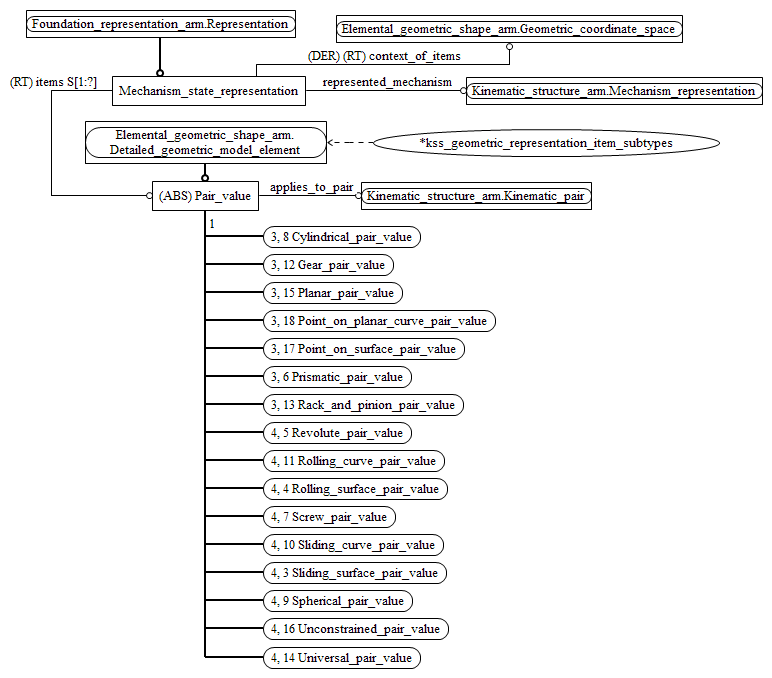 Foundation_representation_arm.Representation
Elemental_geometric_shape_arm.Geometric_coordinate_space
(DER) (RT) context_of_items
(RT) items S[1:?]
Mechanism_state_representation
represented_mechanism
Kinematic_structure_arm.Mechanism_representation
Elemental_geometric_shape_arm.
Detailed_geometric_model_element
*kss_geometric_representation_item_subtypes
(ABS) Pair_value
applies_to_pair
Kinematic_structure_arm.Kinematic_pair
1
3, 8 Cylindrical_pair_value
3, 12 Gear_pair_value
3, 15 Planar_pair_value
3, 18 Point_on_planar_curve_pair_value
3, 17 Point_on_surface_pair_value
3, 6 Prismatic_pair_value
3, 13 Rack_and_pinion_pair_value
4, 5 Revolute_pair_value
4, 11 Rolling_curve_pair_value
4, 4 Rolling_surface_pair_value
4, 7 Screw_pair_value
4, 10 Sliding_curve_pair_value
4, 3 Sliding_surface_pair_value
4, 9 Spherical_pair_value
4, 16 Unconstrained_pair_value
4, 14 Universal_pair_value